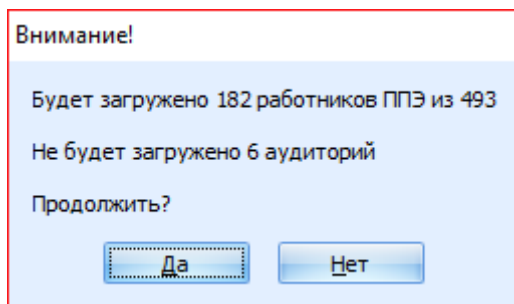 Внимание!
Будет загружено 182 работников ППЭ из 493
Не будет загружено 6 аудиторий
Продолжить?
Да
Нет